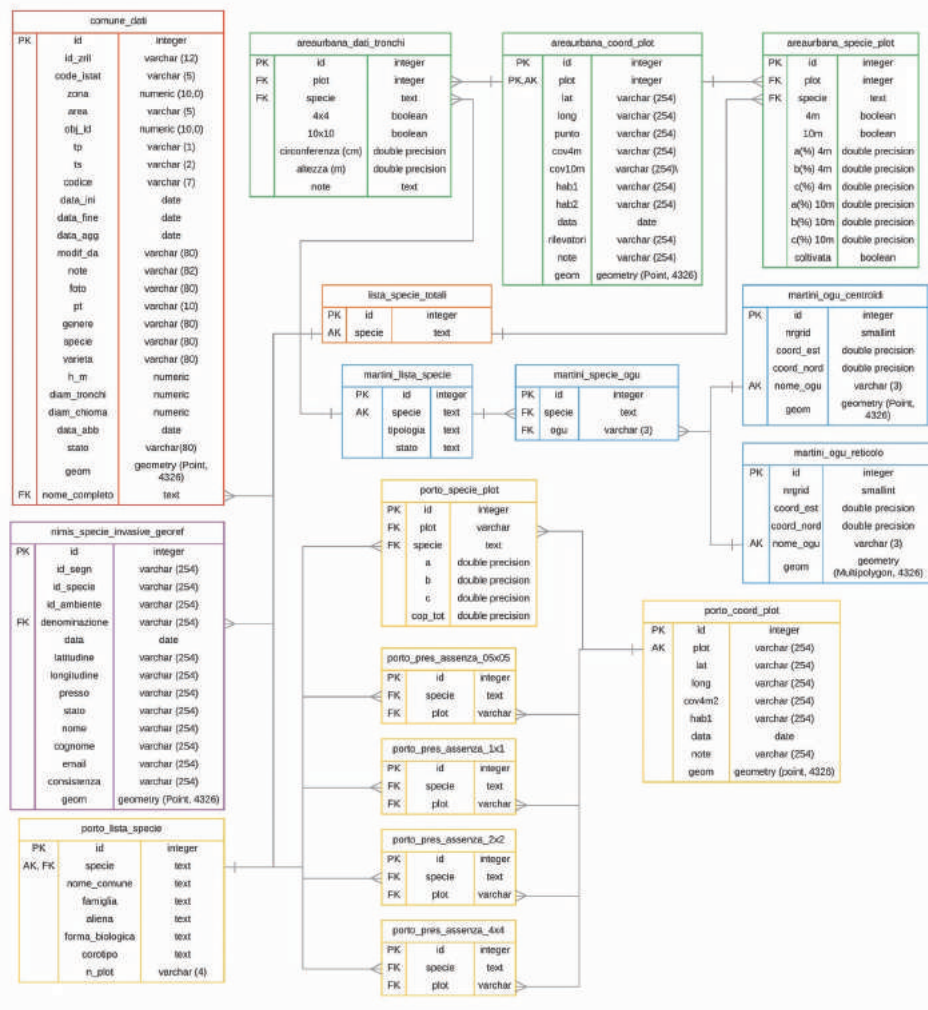 comune_dati
PK id integer
id_zril varchar (12)
code_istat varchar (5)
zona numeric (10,0)
area varchar (5)
obj_id numeric (10,0)
tp varchar (1)
ts varchar (2)
codice varchar (7)
data_ini date
data_fine date
data_agg date
modif_da varchar (80)
note varchar (82)
foto varchar (80)
pt varchar (10)
genere varchar (80)
specie varchar (80)
varieta varchar (80)
h_m numeric
diam_tronchi numeric
diam_chioma numeric
data_abb date
stato varchar(80)
geom geometry (Point, 4326)
FK nome_completo text
areaurbana_dati_tronchi
PK id integer
FK plot integer
FK specie text
4x4 boolean
10x10 boolean
circonferenza (cm) double precision
altezza (m) double precision
note text
areaurbana_coord_plot
PK id integer
PK,AK plot integer
lat varchar (254)
long varchar (254)
punto varchar (254)
cov4m varchar (254)
cov10m varchar (254)\
hab1 varchar (254)
hab2 varchar (254)
data date
rilevatori varchar (254)
note varchar (254)
geom geometry (Point, 4326)
areaurbana_specie_plot
PK id integer
FK plot integer
FK specie text
4m boolean
10m boolean
a(%) 4m double precision
b(%) 4m double precision
c(%) 4m double precision
a(%) 10m double precision
b(%) 10m double precision
c(%) 10m double precision
coltivata boolean
lista_specie_totali
PK id integer
AK specie text
martini_lista_specie
PK id integer
AK specie text
tipologia text
stato text
martini_specie_ogu
PK id integer
FK specie text
FK ogu varchar (3)
martini_ogu_centroidi
PK id integer
nrgrid smallint
coord_est double precision
coord_nord double precision
AK nome_ogu varchar (3)
geom geometry (Point, 4326)
martini_ogu_reticolo
PK id integer
nrgrid smallint
coord_est double precision
coord_nord double precision
AK nome_ogu varchar (3)
geom geometry (Multipolygon, 4326)
nimis_specie_invasive_georef
PK id integer
id_segn varchar (254)
id_specie varchar (254)
id_ambiente varchar (254)
FK denominazione varchar (254)
data date
latitudine varchar (254)
longitudine varchar (254)
presso varchar (254)
stato varchar (254)
nome varchar (254)
cognome varchar (254)
email varchar (254)
consistenza varchar (254)
geom geometry (Point, 4326)
porto_specie_plot
PK id integer
FK plot varchar
FK specie text
a double precision
b double precision
c double precision
cop_tot double precision
porto_pres_assenza_05x05
PK id integer
FK specie text
FK plot varchar
porto_pres_assenza_1x1
PK id integer
FK specie text
FK plot varchar
porto_pres_assenza_2x2
PK id integer
FK specie text
FK plot varchar
porto_pres_assenza_4x4
PK id integer
FK specie text
FK plot varchar
porto_coord_plot
PK id integer
AK plot varchar (254)
lat varchar (254)
long varchar (254)
cov4m2 varchar (254)
hab1 varchar (254)
data date
note varchar (254)
geom geometry (point, 4326)
porto_lista_specie
PK id integer
AK, FK specie text
nome_comune text
famiglia text
aliena text
forma_biologica text
corotipo text
n_plot varchar (4)